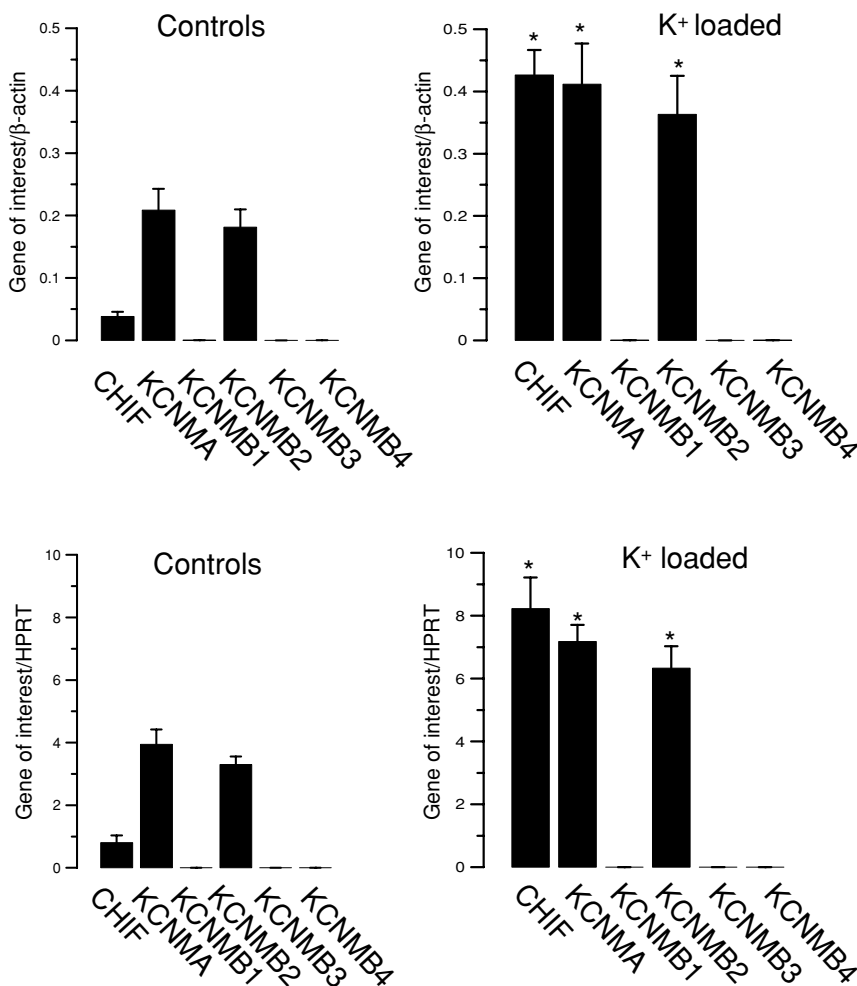 Controls
Gene of interest/β-actin
0.5
0.4
0.3
0.2
0.1
0
CHIF
KCNMA
KCNMB1
KCNMB2
KCNMB3
KCNMB4
K+ loaded
Gene of interest/β-actin
0.5
0.4
0.3
0.2
0.1
0
*
*
*
CHIF
KCNMA
KCNMB1
KCNMB2
KCNMB3
KCNMB4
Controls
Gene of interest/HPRT
10
8
6
4
2
0
CHIF
KCNMA
KCNMB1
KCNMB2
KCNMB3
KCNMB4
K+ loaded
Gene of interest/HPRT
10
8
6
4
2
0
*
*
*
CHIF
KCNMA
KCNMB1
KCNMB2
KCNMB3
KCNMB4